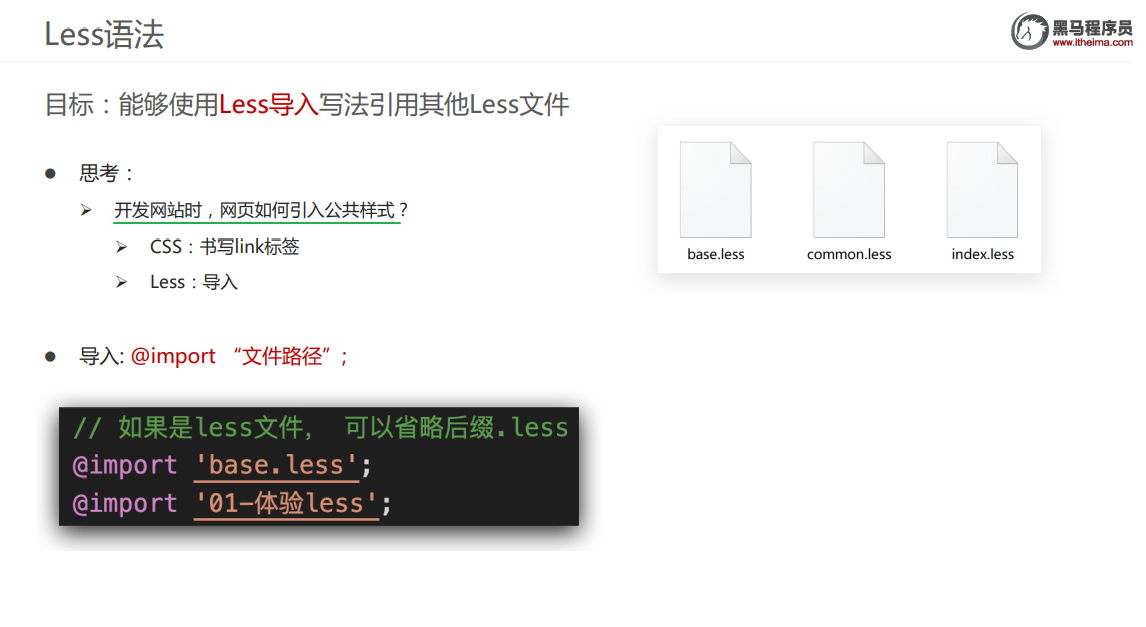 Less语法
黑马程序员
www.itheima.com
目标：能够使用Less导入写法引用其他Less文件
思考：
开发网站时，网页如何引入公共样式？
CSS：书写link标签
Less：导入
base.less
common.less
index.less
导入: @import “文件路径”;
// 如果是less文件， 可以省略后缀.less
@import 'base.less';
@import '01-体验less';